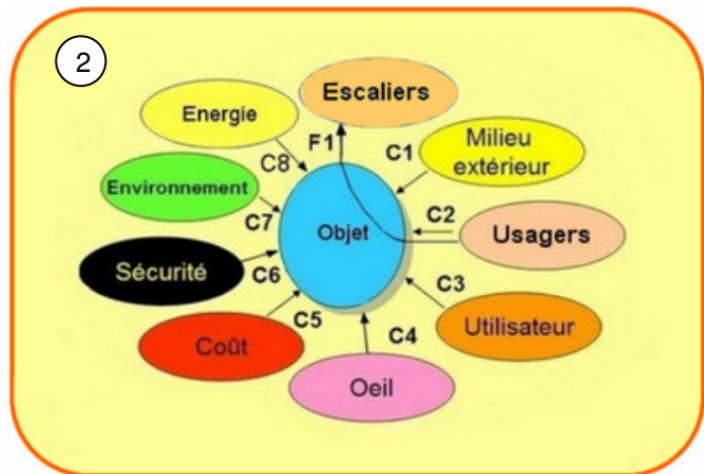 2
Escaliers
Energie
F1
Milieu
extérieur
C1
C8
Environnement
C2
C7
Objet
Usagers
Sécurité
C6
C3
C5
Utilisateur
Coût
C4
Oeil